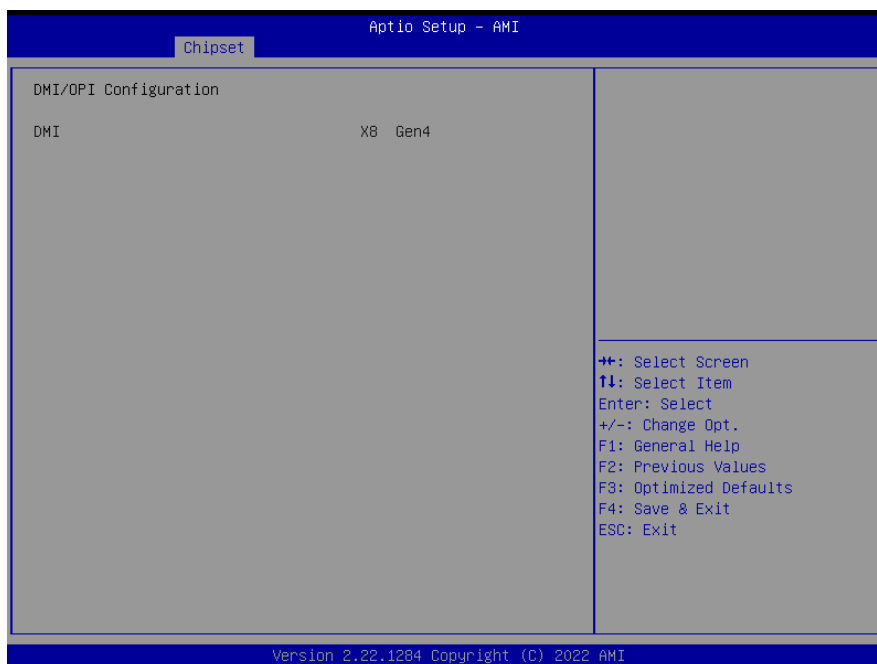 Aptio Setup – AMI
Chipset
DMI/OPI Configuration
DMI X8 Gen4
→←: Select Screen
↑↓: Select Item
Enter: Select
+/-: Change Opt.
F1: General Help
F2: Previous Values
F3: Optimized Defaults
F4: Save & Exit
ESC: Exit
Version 2.22.1284 Copyright (C) 2022 AMI